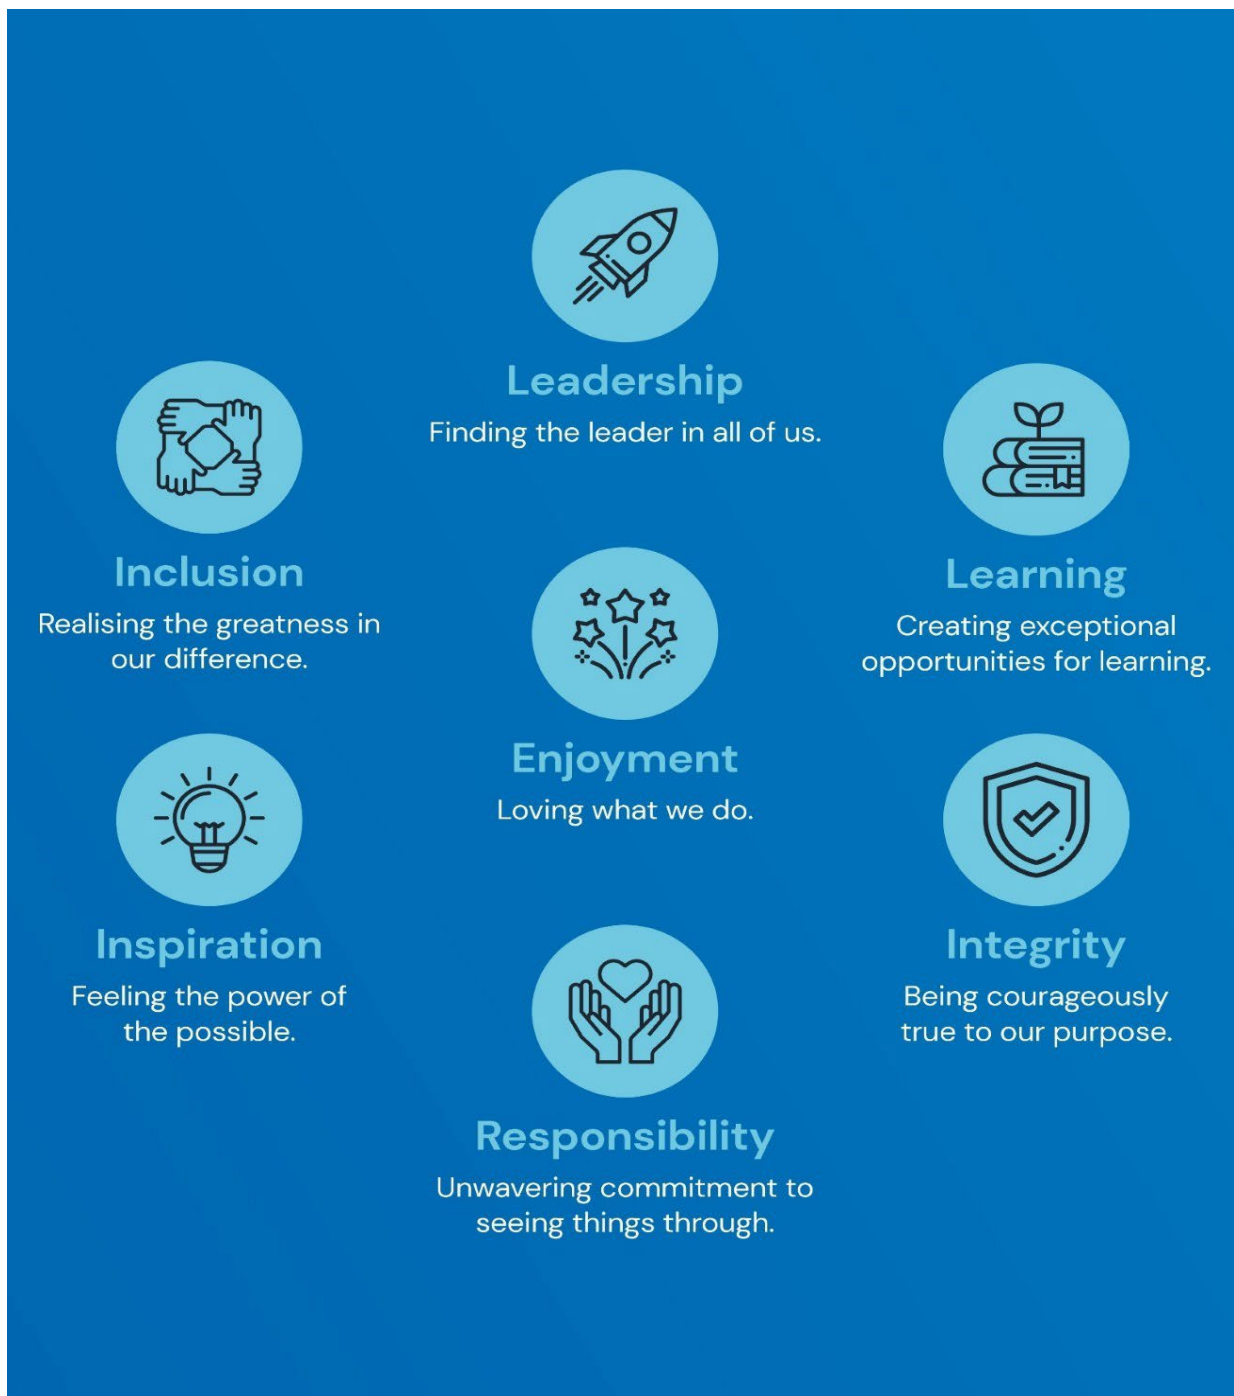 Leadership
Finding the leader in all of us.
Inclusion
Realising the greatness in
our difference.
Learning
Creating exceptional
opportunities for learning.
Enjoyment
Loving what we do.
Inspiration
Feeling the power of
the possible.
Integrity
Being courageously
true to our purpose.
Responsibility
Unwavering commitment to
seeing things through.